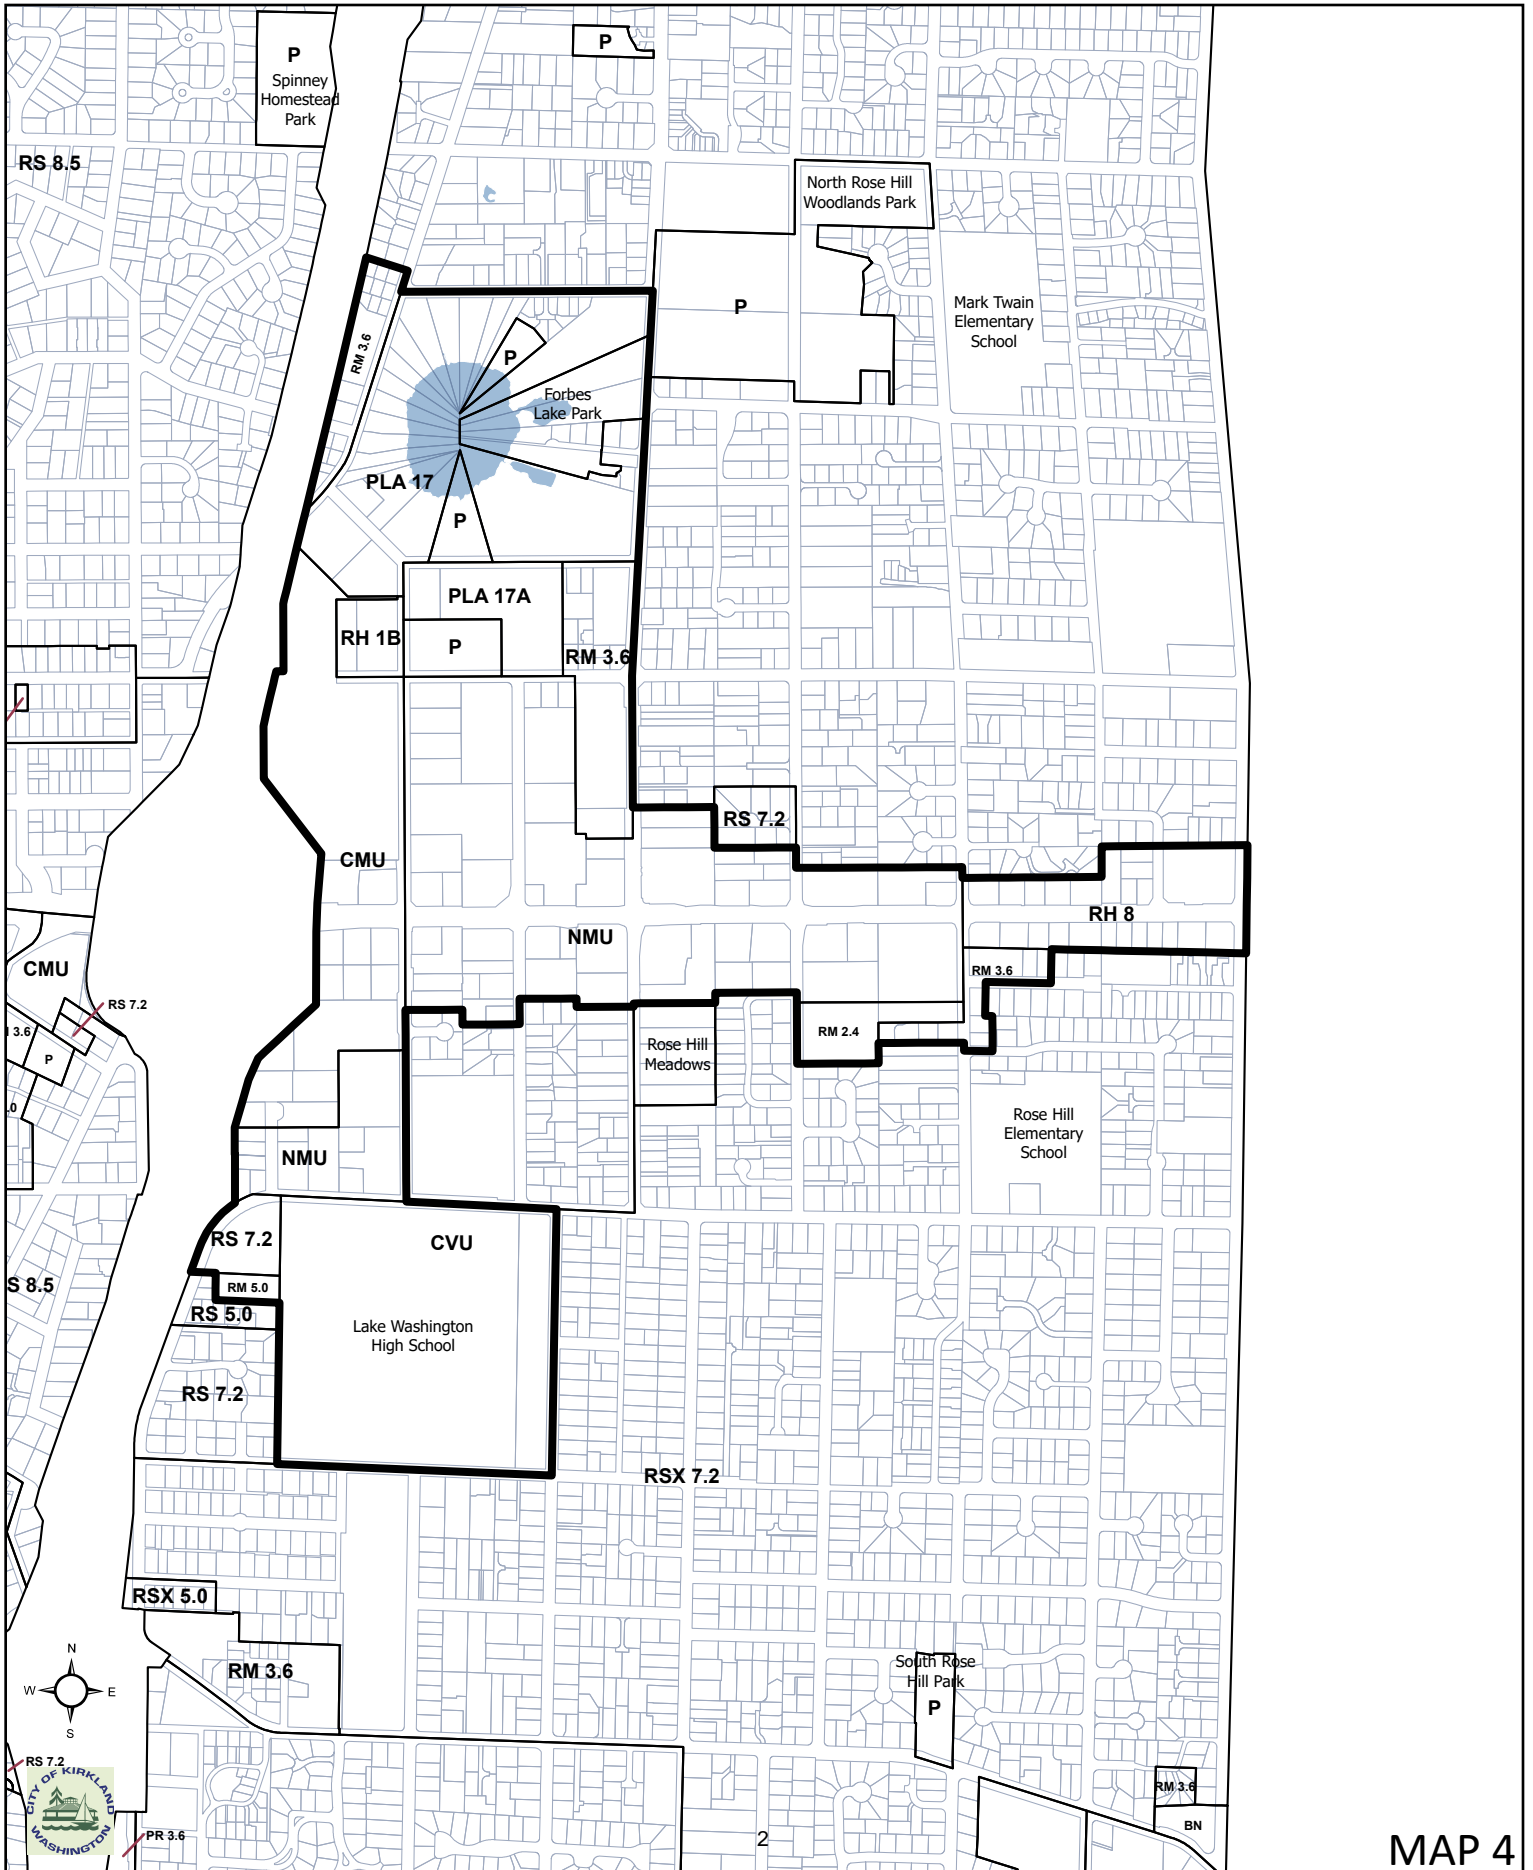 P
Spinney
Homestead
Park
P
RS 8.5
North Rose Hill
Woodlands Park
P
Mark Twain
Elementary
School
RM 3.6
P
Forbes
Lake Park
PLA 17
P
PLA 17A
RH 1B
P
RM 3.6
RS 7.2
CMU
RH 8
NMU
CMU
RM 3.6
RS 7.2
3.6
P
RM 2.4
Rose Hill
Meadows
.0
Rose Hill
Elementary
School
NMU
RS 7.2
CVU
S 8.5
RM 5.0
RS 5.0
Lake Washington
High School
RS 7.2
RSX 7.2
RSX 5.0
N
W E
S
RM 3.6
South Rose
Hill Park
P
RS 7.2
CITY OF KIRKLAND
WASHINGTON
RM 3.6
BN
PR 3.6
2
MAP 4